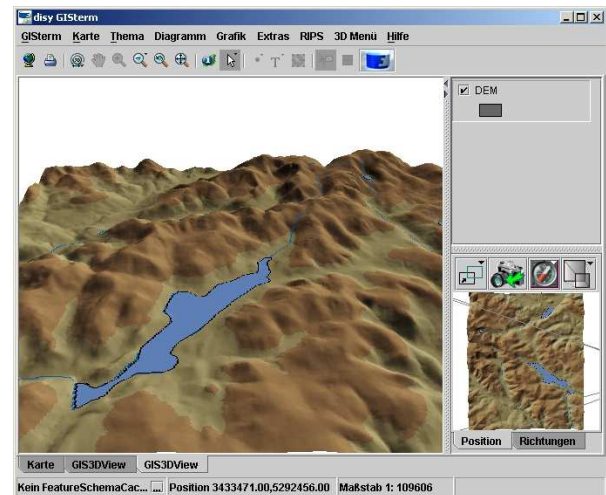 disy GISterm
GISterm Karte Thema Diagramm Grafik Extras RIPS 3D Menü Hilfe
DEM
Position Richtungen
Karte GIS3DView GIS3DView
Kein FeatureSchemaCac... ... Position 3433471.00,5292456.00 Maßstab 1: 109606